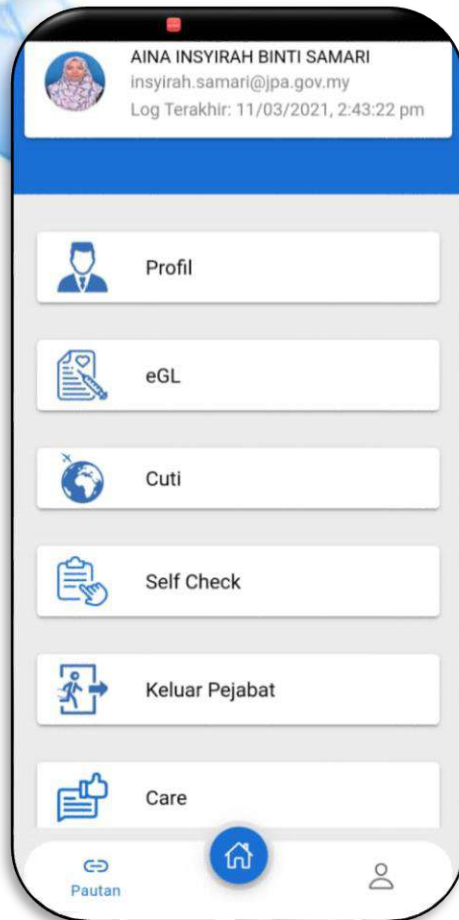 AINA INSYIRAH BINTI SAMARI
insyirah.samari@jpa.gov.my
Log Terakhir: 11/03/2021, 2:43:22 pm
Profil
eGL
Cuti
Self Check
Keluar Pejabat
Care
Pautan